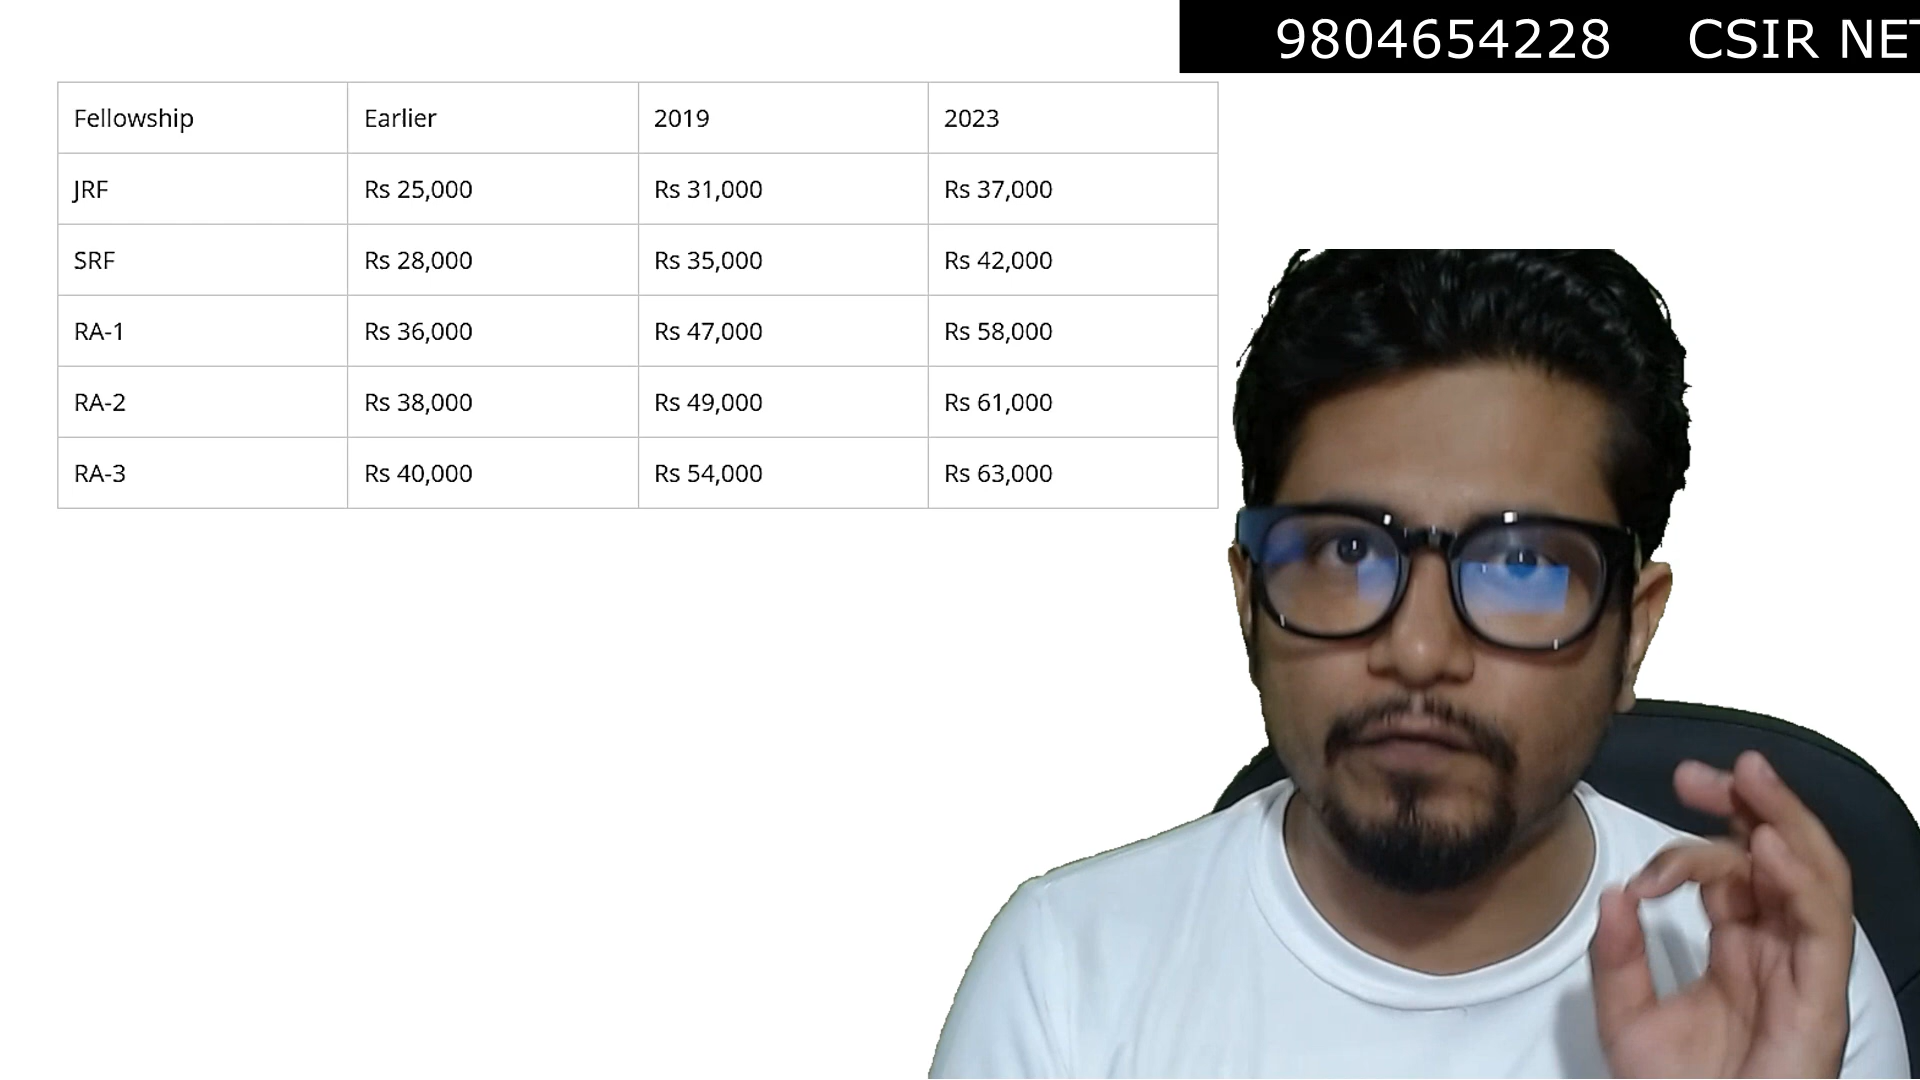 9804654228 CSIR NET
Fellowship Earlier 2019 2023
JRF Rs 25,000 Rs 31,000 Rs 37,000
SRF Rs 28,000 Rs 35,000 Rs 42,000
RA-1 Rs 36,000 Rs 47,000 Rs 58,000
RA-2 Rs 38,000 Rs 49,000 Rs 61,000
RA-3 Rs 40,000 Rs 54,000 Rs 63,000